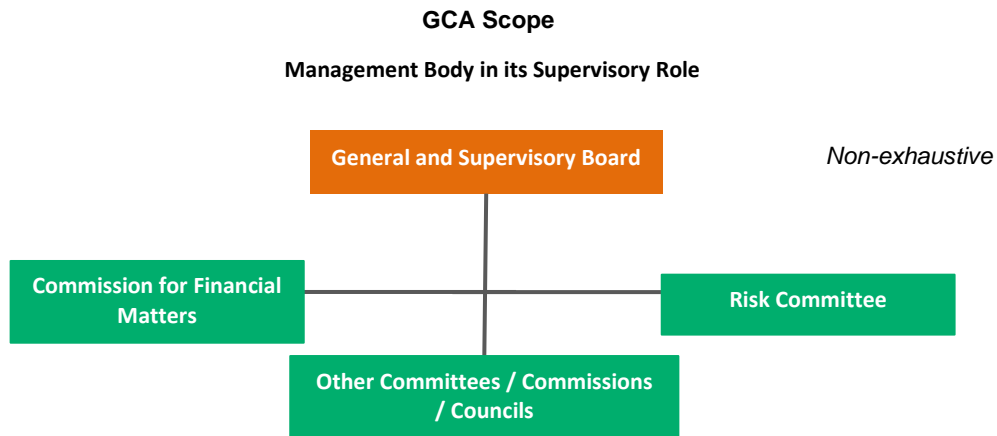 GCA Scope
Management Body in its Supervisory Role
General and Supervisory Board
Non-exhaustive
Commission for Financial
Matters
Risk Committee
Other Committees / Commissions
/ Councils